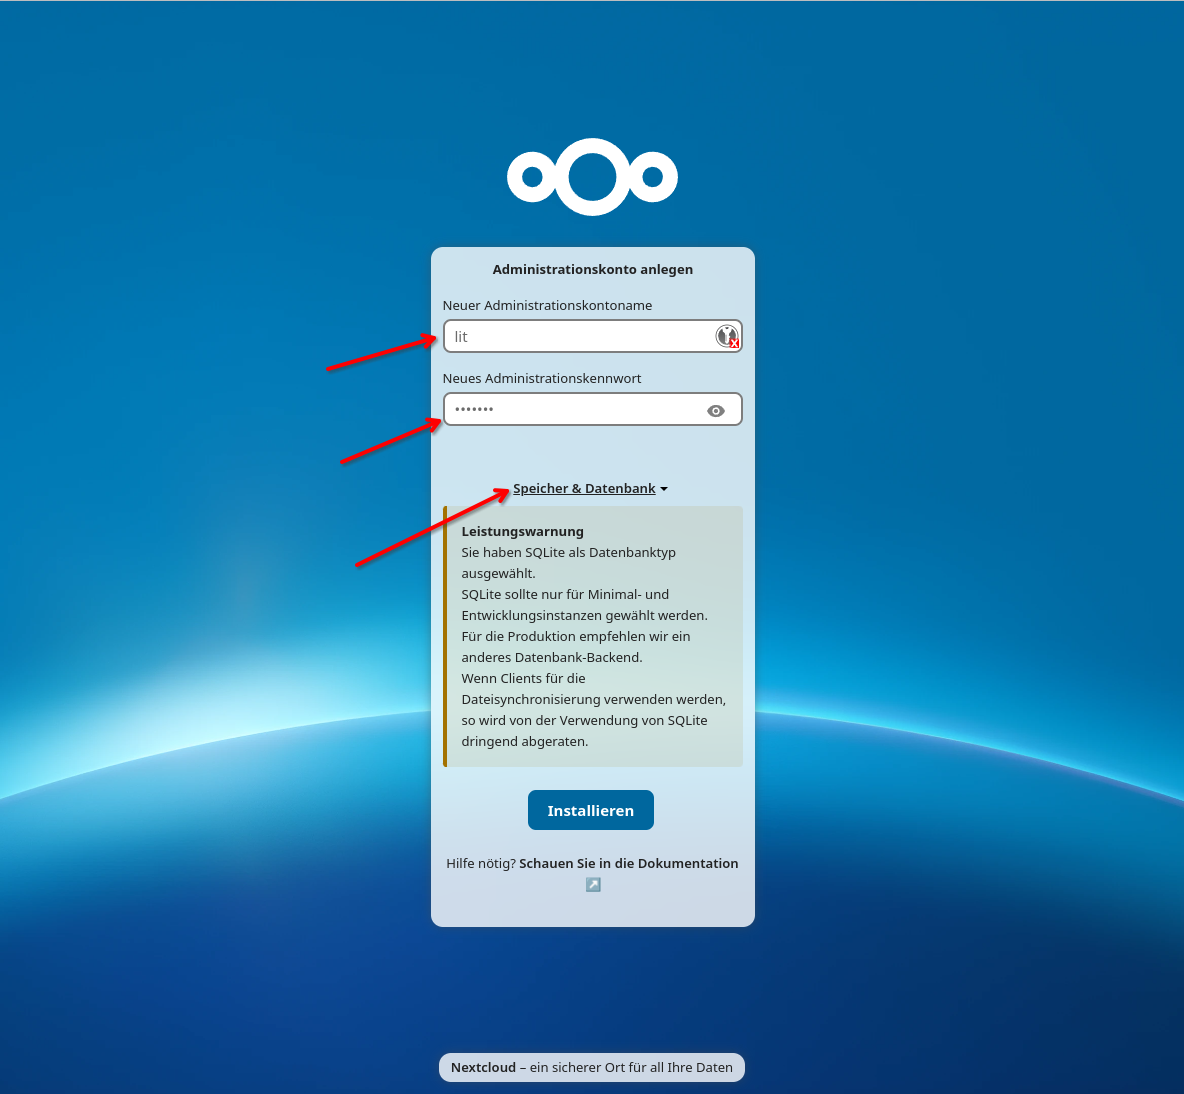 Administrationskonto anlegen
Neuer Administrationskontoname
lit
Neues Administrationskennwort
•••••••
Speicher & Datenbank
Leistungswarnung
Sie haben SQLite als Datenbanktyp
ausgewählt.
SQLite sollte nur für Minimal- und
Entwicklungsinstanzen gewählt werden.
Für die Produktion empfehlen wir ein
anderes Datenbank-Backend.
Wenn Clients für die
Dateisynchronisierung verwenden werden,
so wird von der Verwendung von SQLite
dringend abgeraten.
Installieren
Hilfe nötig? Schauen Sie in die Dokumentation
↗
Nextcloud – ein sicherer Ort für all Ihre Daten